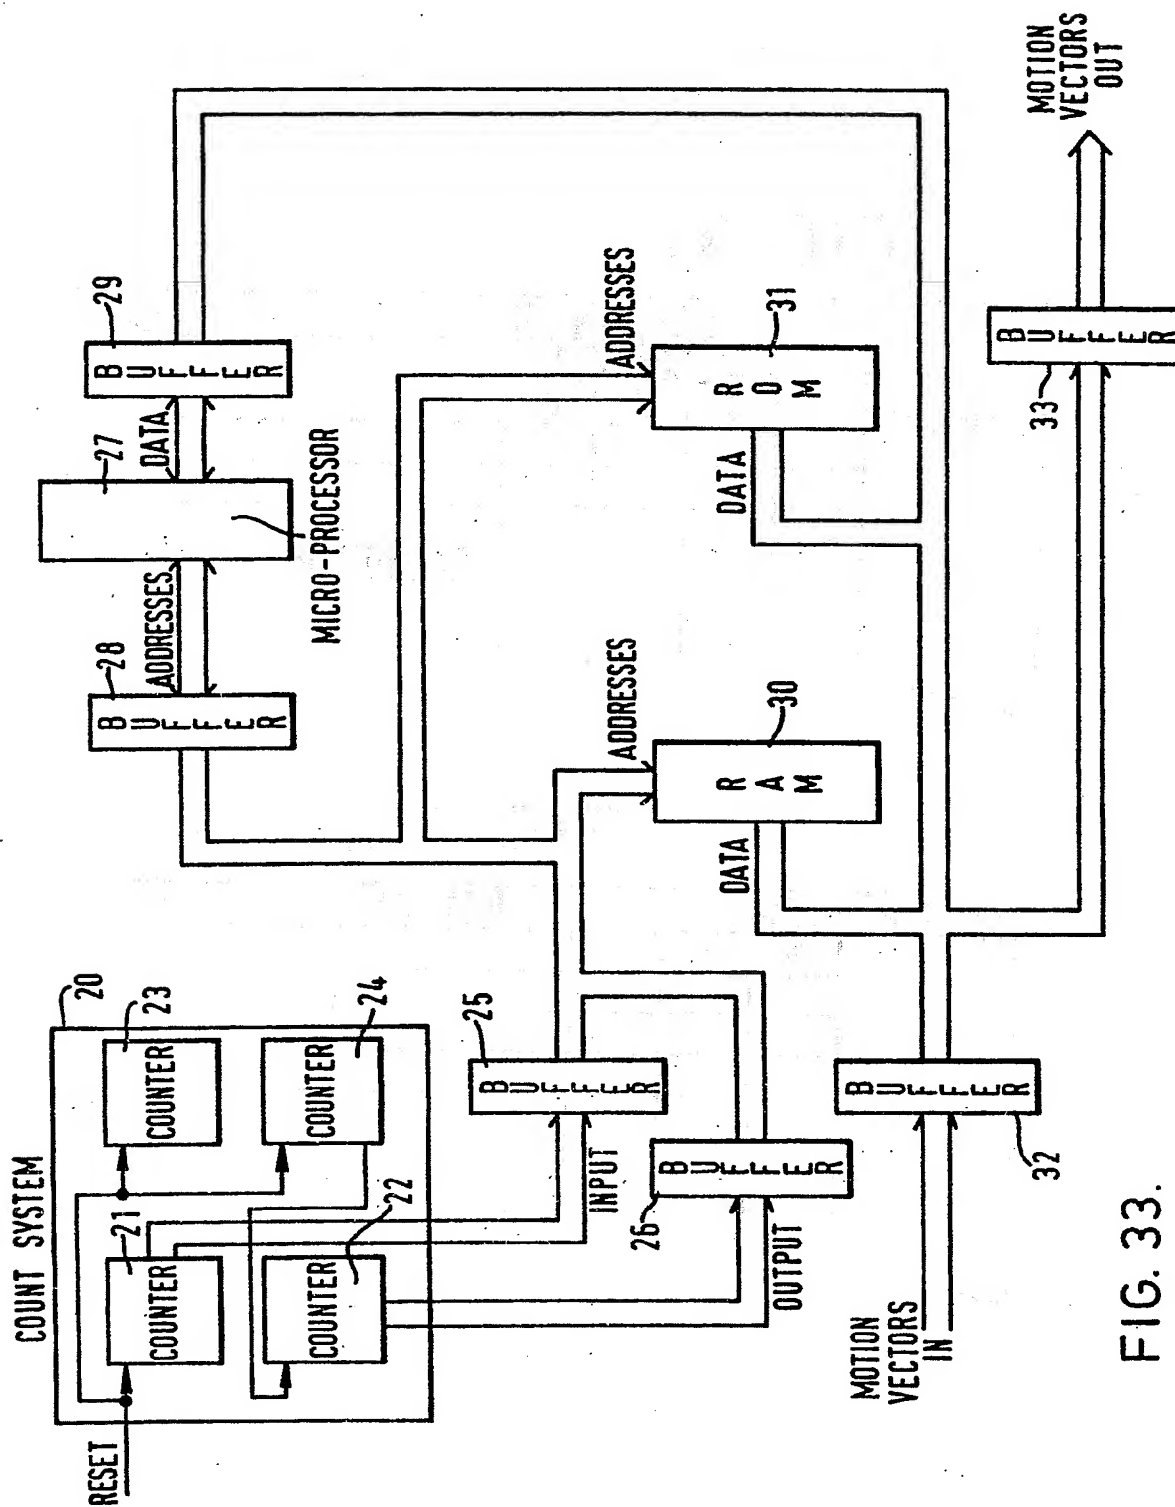 RESET
COUNT SYSTEM
20
21
COUNTER
23
COUNTER
COUNTER
22
COUNTER
24
INPUT
25
BUFFER
26
BUFFER
OUTPUT
28
BUFFER
ADDRESSES
27
MICRO-PROCESSOR
DATA
29
BUFFER
ADDRESSES
30
RAM
DATA
ADDRESSES
31
ROM
DATA
MOTION
VECTORS
IN
BUFFER
32
33
BUFFER
MOTION
VECTORS
OUT
FIG. 33.